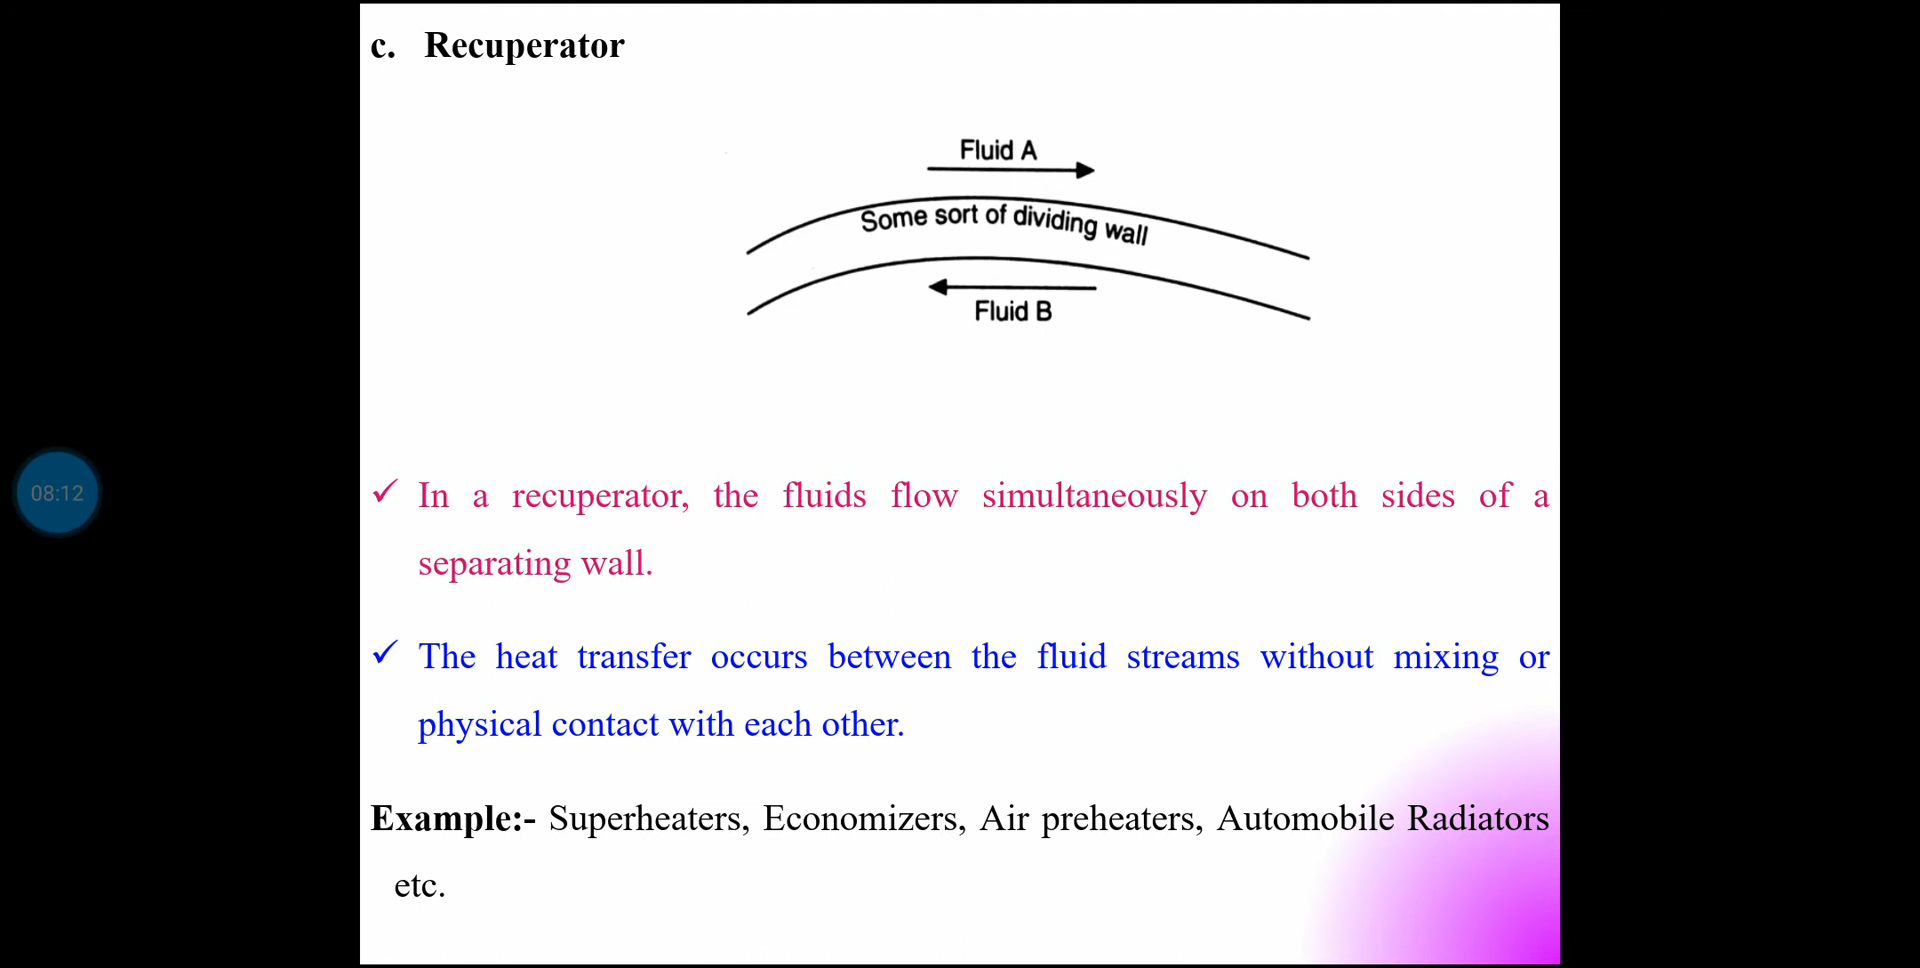 c. Recuperator
Fluid A
Some sort of dividing wall
Fluid B
08:12
✓ In a recuperator, the fluids flow simultaneously on both sides of a
separating wall.
✓ The heat transfer occurs between the fluid streams without mixing or
physical contact with each other.
Example:- Superheaters, Economizers, Air preheaters, Automobile Radiators
etc.